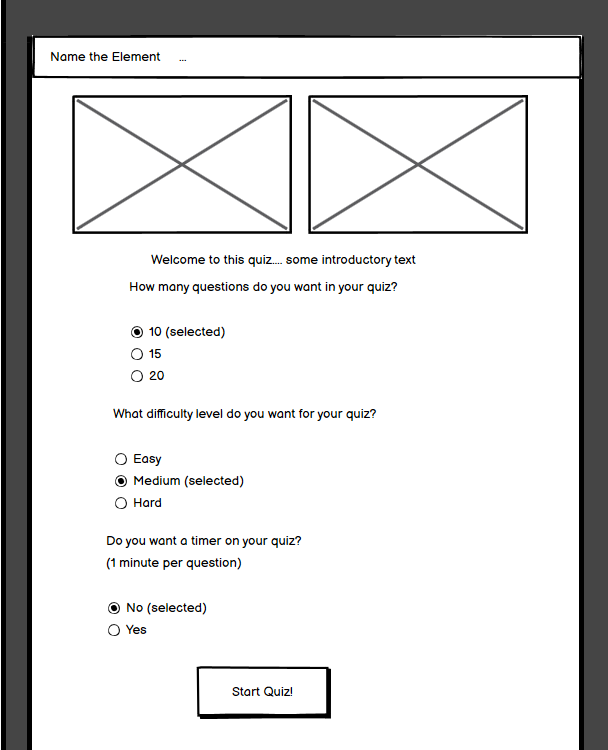 Name the Element ...
Welcome to this quiz.... some introductory text
How many questions do you want in your quiz?
10 (selected)
15
20
What difficulty level do you want for your quiz?
Easy
Medium (selected)
Hard
Do you want a timer on your quiz?
(1 minute per question)
No (selected)
Yes
Start Quiz!